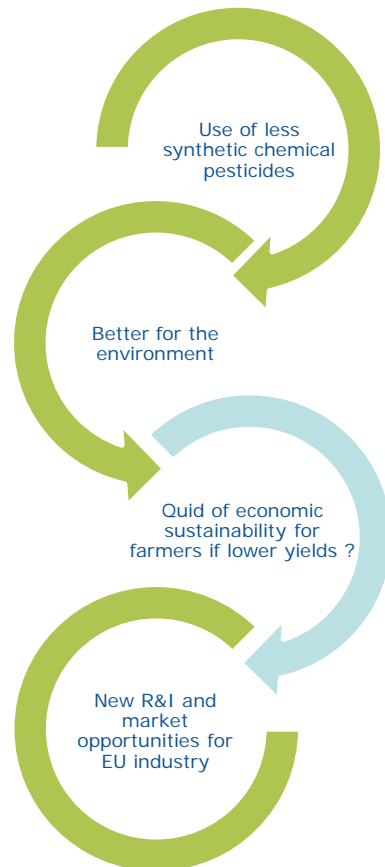 Use of less
synthetic chemical
pesticides
Better for the
environment
Quid of economic
sustainability for
farmers if lower yields ?
New R&I and
market
opportunities for
EU industry